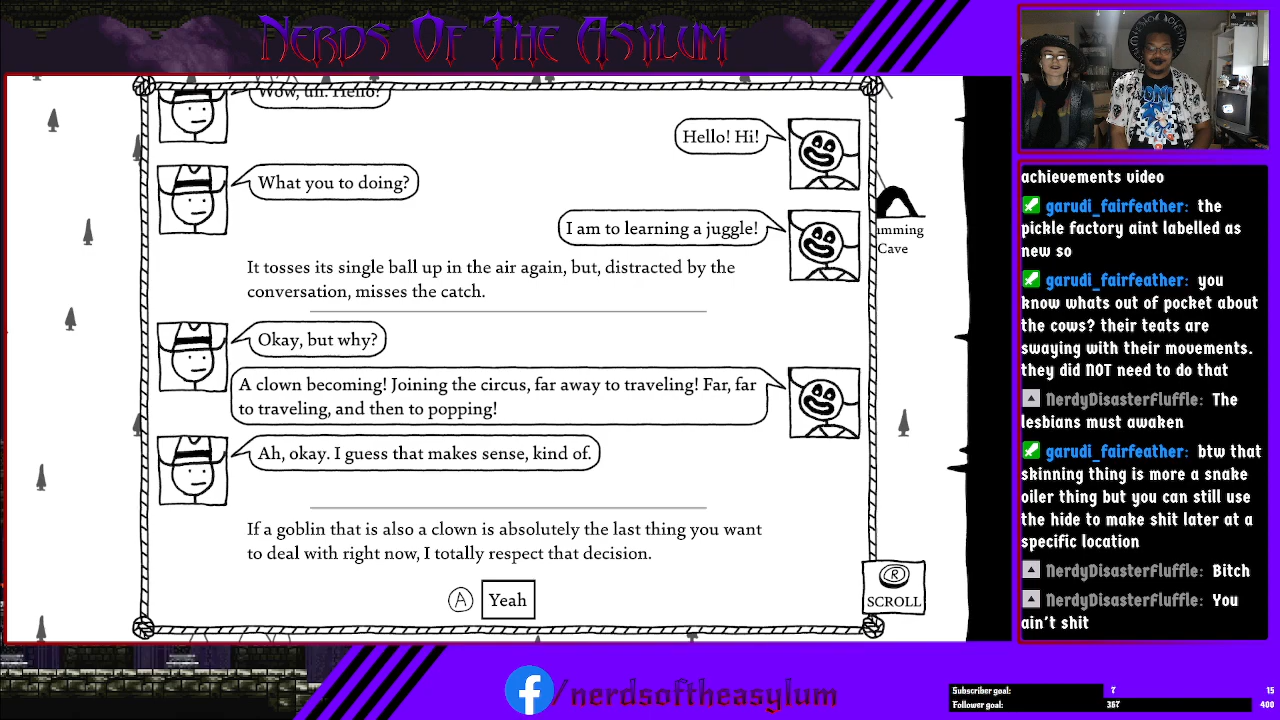 Nerds Of The Asylum
Wow, uh. Hello?
Hello! Hi!
What you to doing?
I am to learning a juggle!
It tosses its single ball up in the air again, but, distracted by the
conversation, misses the catch.
Okay, but why?
A clown becoming! Joining the circus, far away to traveling! Far, far
to traveling, and then to popping!
Ah, okay. I guess that makes sense, kind of.
If a goblin that is also a clown is absolutely the last thing you want
to deal with right now, I totally respect that decision.
A Yeah
R
SCROLL
umming
Cave
achievements video
garudi_fairfeather: the
pickle factory aint labelled as
new so
garudi_fairfeather: you
know whats out of pocket about
the cows? their teats are
swaying with their movements.
they did NOT need to do that
NerdyDisasterFluffle: The
lesbians must awaken
garudi_fairfeather: btw that
skinning thing is more a snake
oiler thing but you can still use
the hide to make shit later at a
specific location
NerdyDisasterFluffle: Bitch
NerdyDisasterFluffle: You
ain't shit
f/nerdsoftheasylum
Subscriber goal: 7 15
Follower goal: 367 400